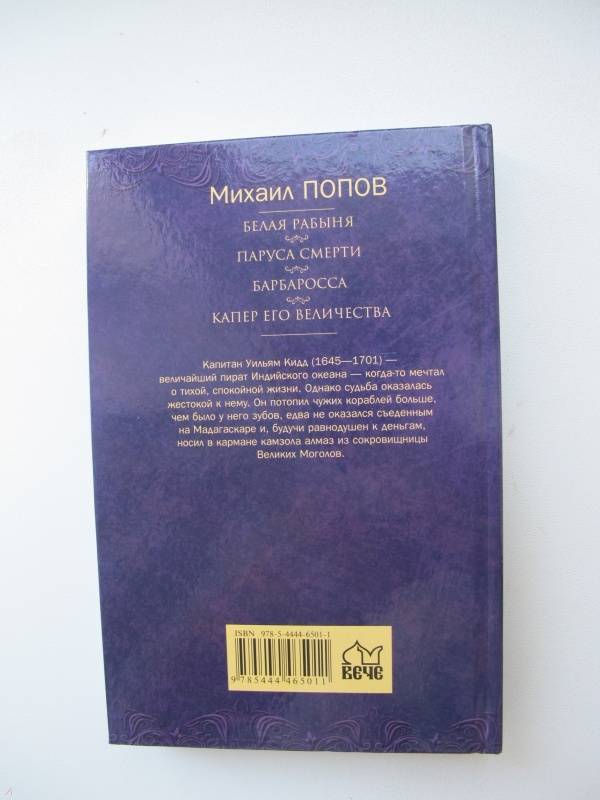 Михаил ПОПОВ
БЕЛАЯ РАБЫНЯ
ПАРУСА СМЕРТИ
БАРБАРОССА
КАПЕР ЕГО ВЕЛИЧЕСТВА
Капитан Уильям Кидд (1645—1701) —
величайший пират Индийского океана — когда-то мечтал
о тихой, спокойной жизни. Однако судьба оказалась
жестокой к нему. Он потопил чужих кораблей больше,
чем было у него зубов, едва не оказался съеденным
на Мадагаскаре и, будучи равнодушен к деньгам,
носил в кармане камзола алмаз из сокровищницы
Великих Моголов.
ISBN 978-5-4444-6501-1
9 785444 465011
ВЕЧЕ